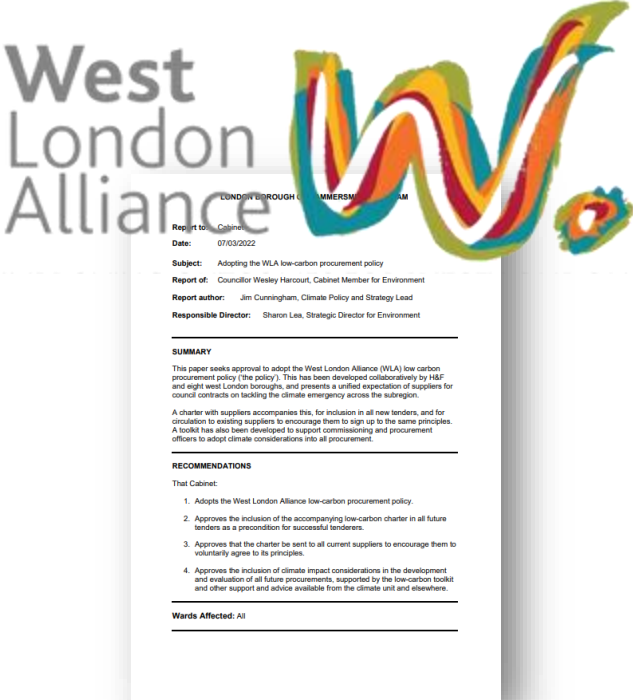 West
London
Alliance
LONDON BOROUGH
Report to: Cabinet
Date: 07/03/2022
Subject: Adopting the WLA low-carbon procurement policy
Report of: Councillor Wesley Harcourt, Cabinet Member for Environment
Report author: Jim Cunningham, Climate Policy and Strategy Lead
Responsible Director: Sharon Lea, Strategic Director for Environment
SUMMARY
This paper seeks approval to adopt the West London Alliance (WLA) low carbon
procurement policy (‘the policy’). This has been developed collaboratively by H&F
and eight west London boroughs, and presents a unified expectation of suppliers for
council contracts on tackling the climate emergency across the subregion.
A charter with suppliers accompanies this, for inclusion in all new tenders, and for
circulation to existing suppliers to encourage them to sign up to the same principles.
A toolkit has also been developed to support commissioning and procurement
officers to adopt climate considerations into all procurement.
RECOMMENDATIONS
That Cabinet:
1. Adopts the West London Alliance low-carbon procurement policy.
2. Approves the inclusion of the accompanying low-carbon charter in all future
tenders as a precondition for successful tenderers.
3. Approves that the charter be sent to all current suppliers to encourage them to
voluntarily agree to its principles.
4. Approves the inclusion of climate impact considerations in the development
and evaluation of all future procurements, supported by the low-carbon toolkit
and other support and advice available from the climate unit and elsewhere.
Wards Affected: All